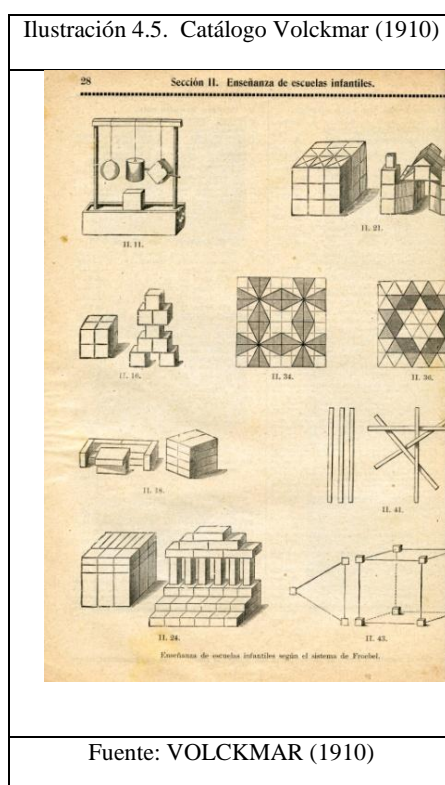 Ilustración 4.5. Catálogo Volckmar (1910)
28 Sección II. Enseñanza de escuelas infantiles.
II. 11.
II. 21.
II. 16.
II. 34.
II. 36.
II. 18.
II. 41.
II. 24.
II. 43.
Enseñanza de escuelas infantiles según el sistema de Froebel.
Fuente: VOLCKMAR (1910)